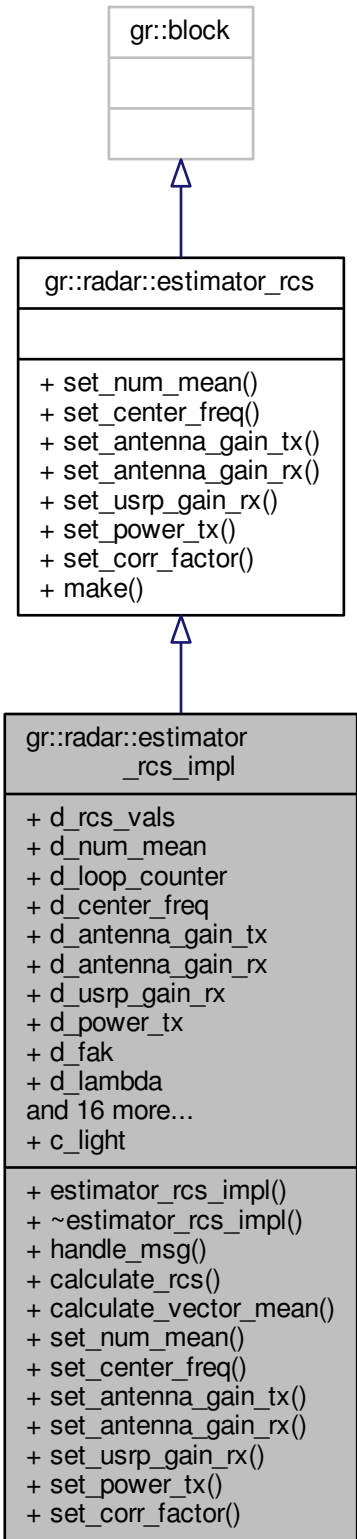 gr::block
gr::radar::estimator_rcs
+ set_num_mean()
+ set_center_freq()
+ set_antenna_gain_tx()
+ set_antenna_gain_rx()
+ set_usrp_gain_rx()
+ set_power_tx()
+ set_corr_factor()
+ make()
gr::radar::estimator
_rcs_impl
+ d_rcs_vals
+ d_num_mean
+ d_loop_counter
+ d_center_freq
+ d_antenna_gain_tx
+ d_antenna_gain_rx
+ d_usrp_gain_rx
+ d_power_tx
+ d_fak
+ d_lambda
and 16 more...
+ c_light
+ estimator_rcs_impl()
+ ~estimator_rcs_impl()
+ handle_msg()
+ calculate_rcs()
+ calculate_vector_mean()
+ set_num_mean()
+ set_center_freq()
+ set_antenna_gain_tx()
+ set_antenna_gain_rx()
+ set_usrp_gain_rx()
+ set_power_tx()
+ set_corr_factor()